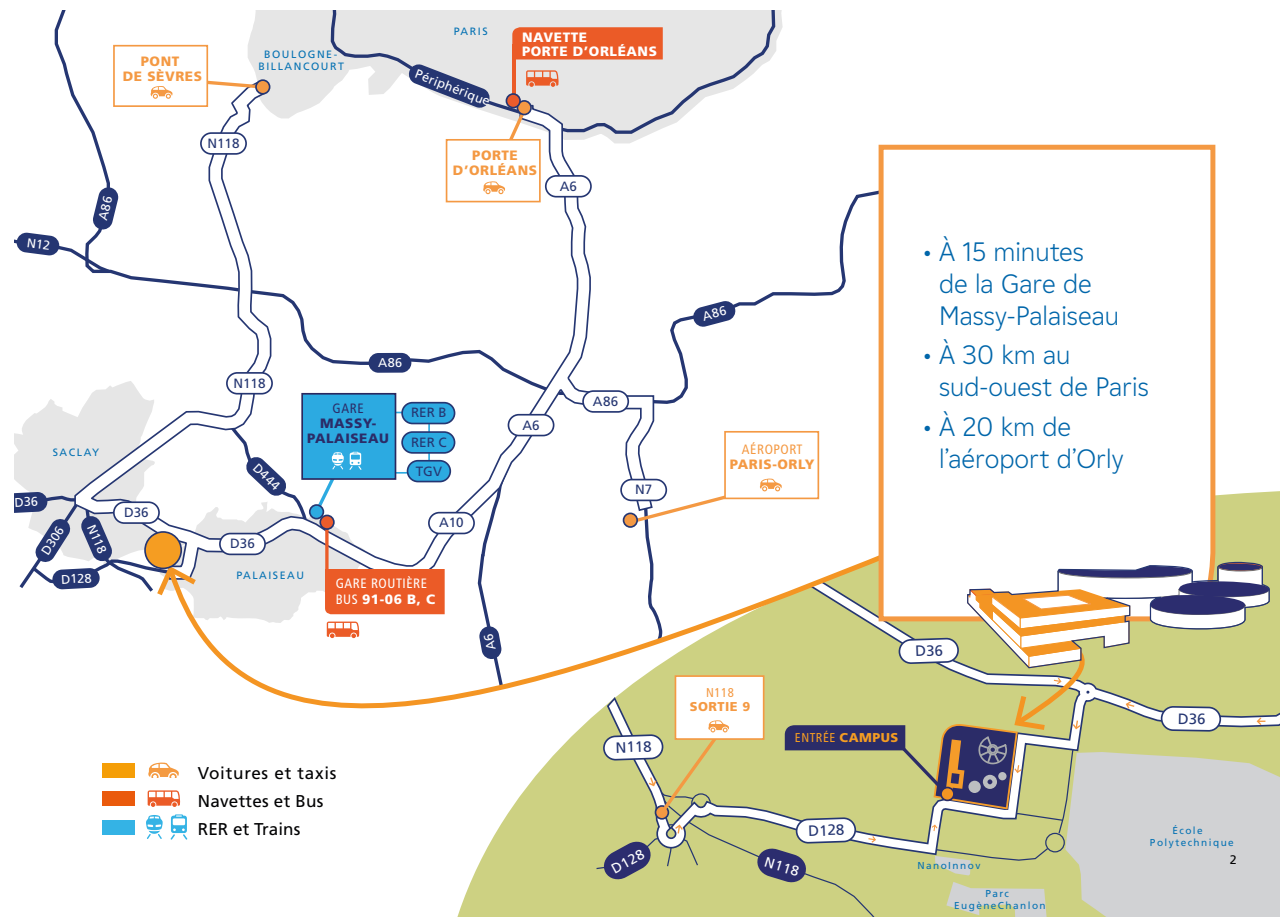 PARIS
NAVETTE
PORTE D'ORLÉANS
BOULOGNE-
BILLANCOURT
PONT
DE SÈVRES
Périphérique
N118
PORTE
D'ORLÉANS
A6
A86
N12
A86
A86
N118
A86
A6
GARE
MASSY-
PALAISEAU
RER B
RER C
TGV
AÉROPORT
PARIS-ORLY
SACLAY
D444
N7
D36
D36
D306
N118
D36
A10
D128
PALAISEAU
GARE ROUTIÈRE
BUS 91-06 B, C
A6
• À 15 minutes
de la Gare de
Massy-Palaiseau
• À 30 km au
sud-ouest de Paris
• À 20 km de
l'aéroport d'Orly
D36
D36
N118
SORTIE 9
N118
ENTRÉE CAMPUS
D128
D128
N118
NanoInnov
École
Polytechnique
Parc
EugèneChanlon
Voitures et taxis
Navettes et Bus
RER et Trains
2